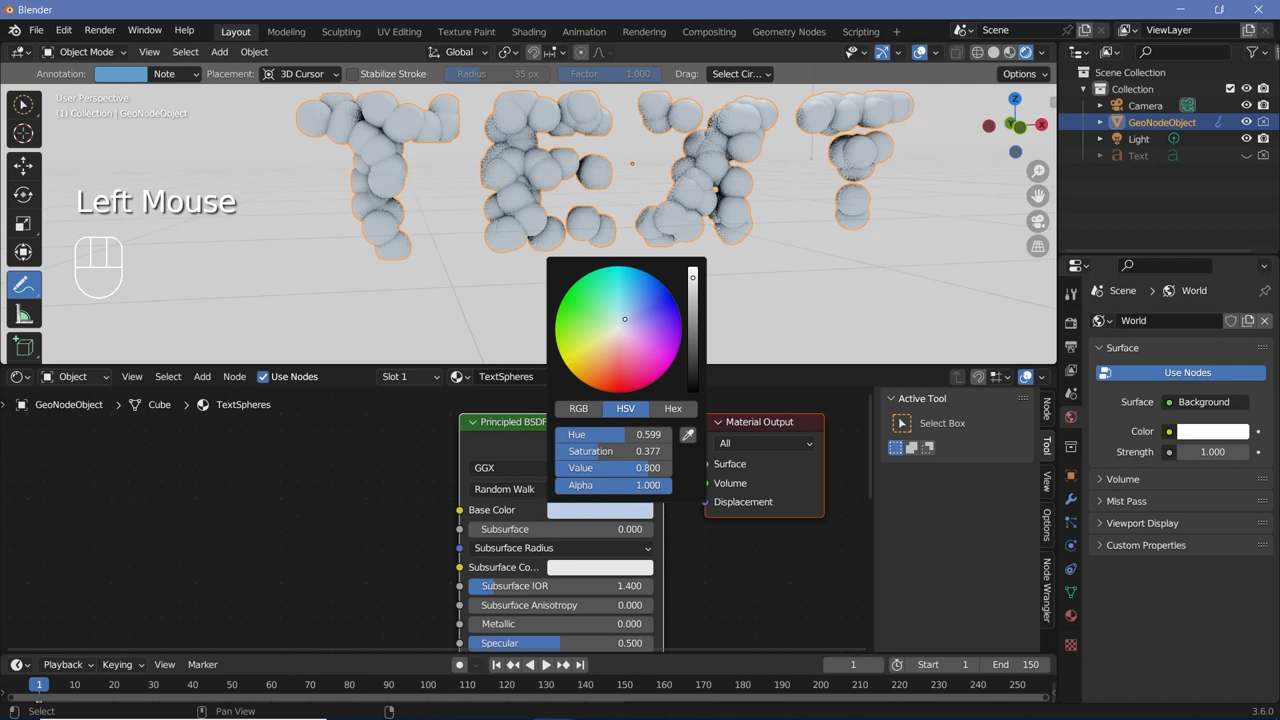 Blender
File Edit Render Window Help Layout Modeling Sculpting UV Editing Texture Paint Shading Animation Rendering Compositing Geometry Nodes Scripting + Scene ViewLayer
Object Mode View Select Add Object Global
Annotation: Note Placement: 3D Cursor Stabilize Stroke Radius 35 px Factor 1.000 Drag: Select Cir... Options
User Perspective
(1) Collection | GeoNodeObject
TEXT
Z
Y
X
Left Mouse
Scene Collection
Collection
Camera
GeoNodeObject
Light
Text
Scene > World
World
Surface
Use Nodes
Surface Background
Color
Strength 1.000
Volume
Mist Pass
Viewport Display
Custom Properties
RGB HSV Hex
Hue 0.599
Saturation 0.377
Value 0.800
Alpha 1.000
Object View Select Add Node Use Nodes Slot 1 TextSpheres
GeoNodeObject > Cube > TextSpheres
Principled BSDF
GGX
Random Walk
Base Color
Subsurface 0.000
Subsurface Radius
Subsurface Co...
Subsurface IOR 1.400
Subsurface Anisotropy 0.000
Metallic 0.000
Specular 0.500
Material Output
All
Surface
Volume
Displacement
Active Tool
Select Box
Node
Tool
View
Options
Node Wrangler
Playback Keying View Marker 1 Start 1 End 150
1 10 20 30 40 50 60 70 80 90 100 110 120 130 140 150 160 170 180 190 200 210 220 230 240 250
Select Pan View 3.6.0